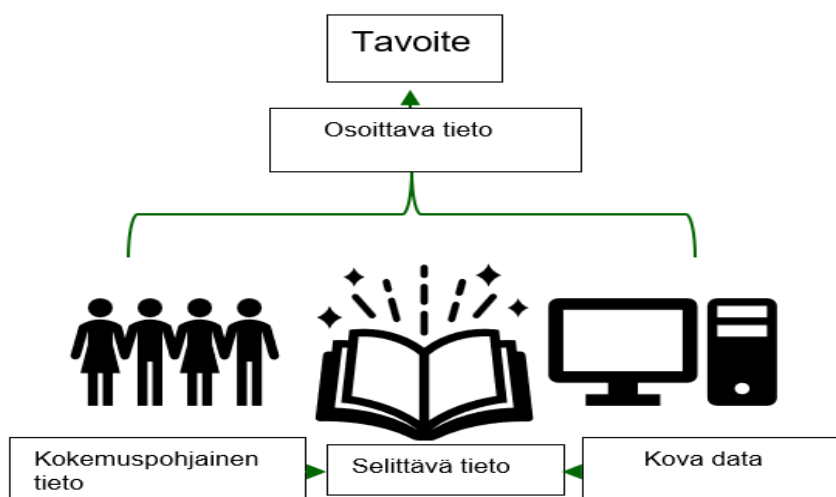 Tavoite
Osoittava tieto
Kokemuspohjainen
tieto
Selittävä tieto
Kova data